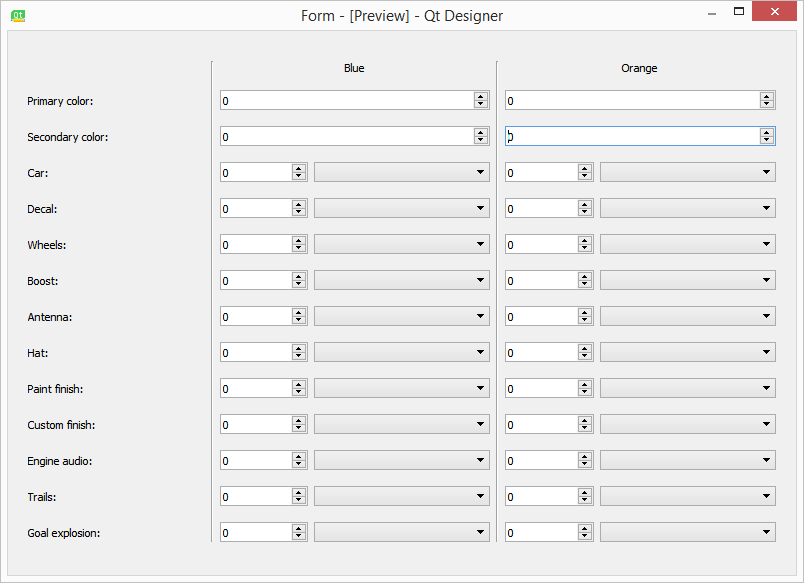 Qt Form - [Preview] - Qt Designer
Blue Orange
Primary color: 0 0
Secondary color: 0 0
Car: 0 0
Decal: 0 0
Wheels: 0 0
Boost: 0 0
Antenna: 0 0
Hat: 0 0
Paint finish: 0 0
Custom finish: 0 0
Engine audio: 0 0
Trails: 0 0
Goal explosion: 0 0